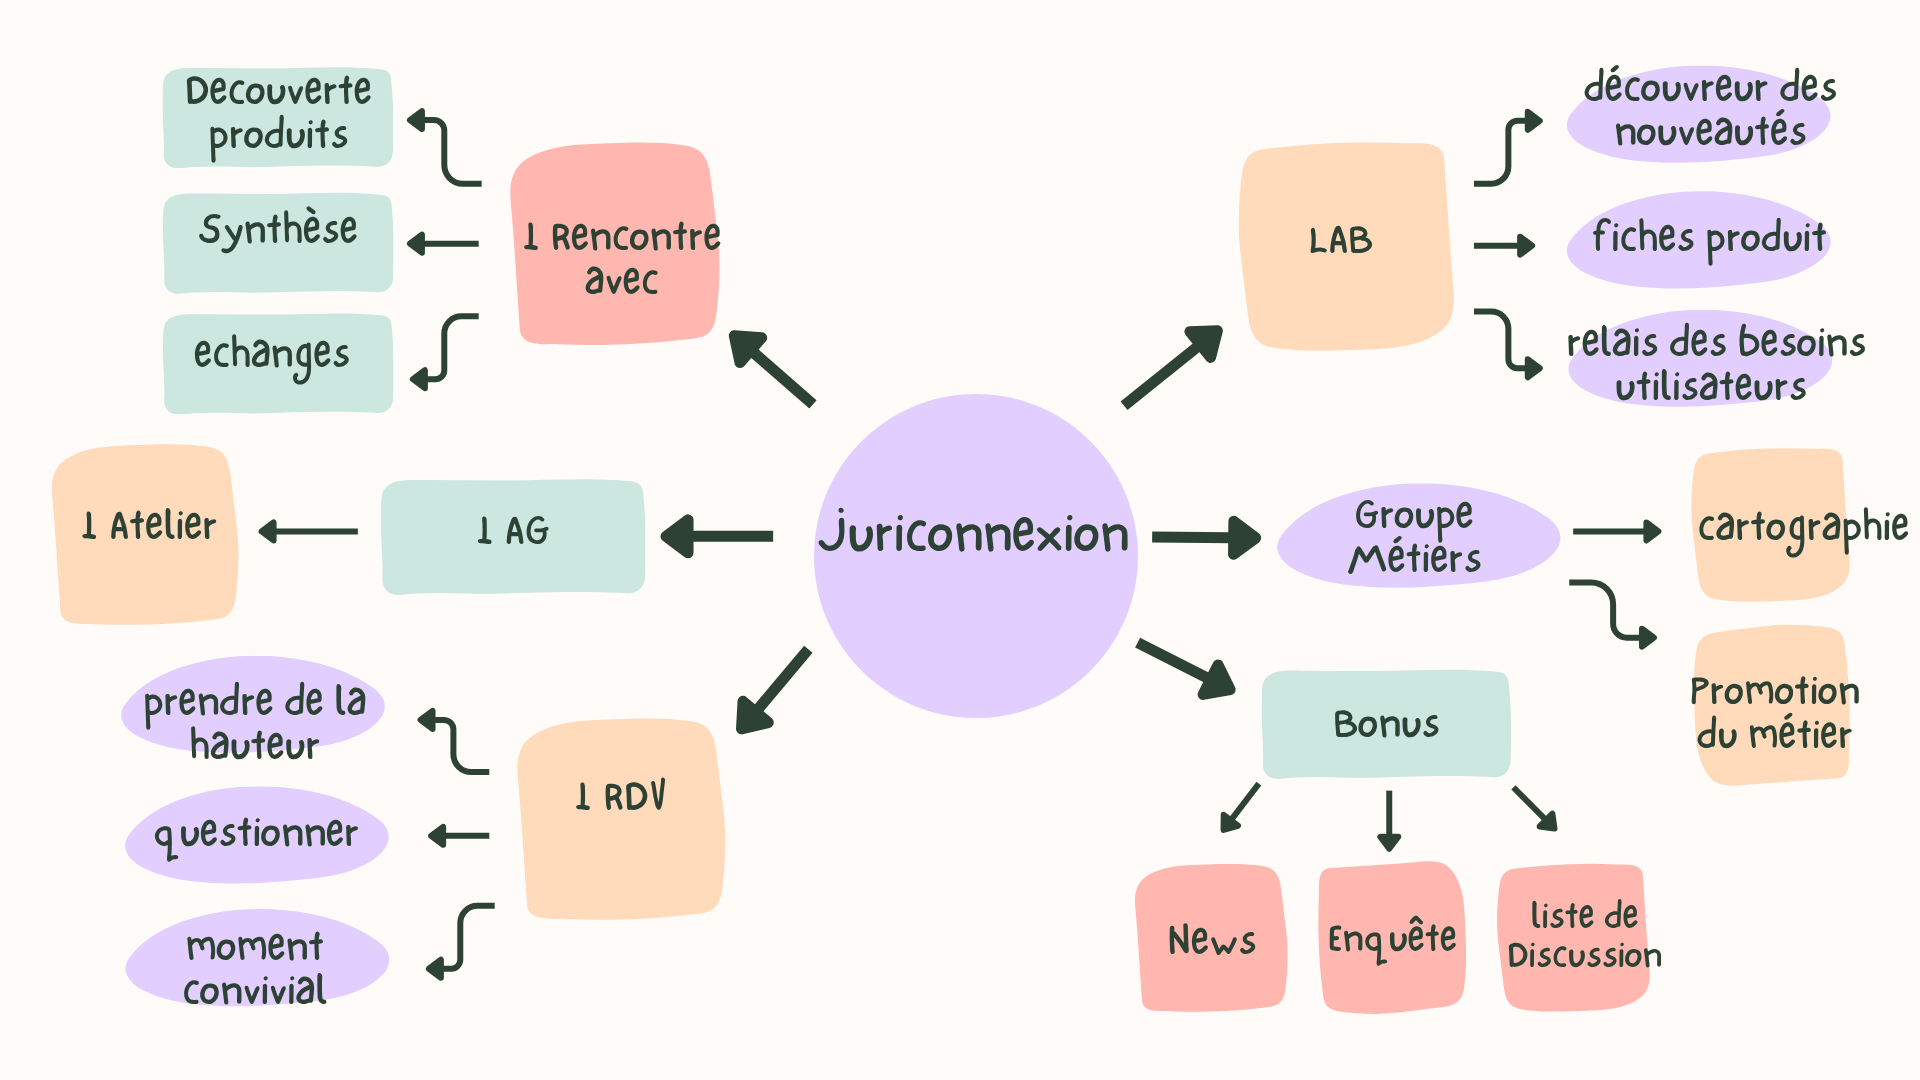 Decouverte
produits
Synthèse
echanges
1 Rencontre
avec
LAB
découvreur des
nouveautés
fiches produit
relais des besoins
utilisateurs
1 Atelier
1 AG
Juriconnexion
Groupe
Métiers
cartographie
Promotion
du métier
prendre de la
hauteur
questionner
moment
convivial
1 RDV
Bonus
News
Enquête
liste de
Discussion